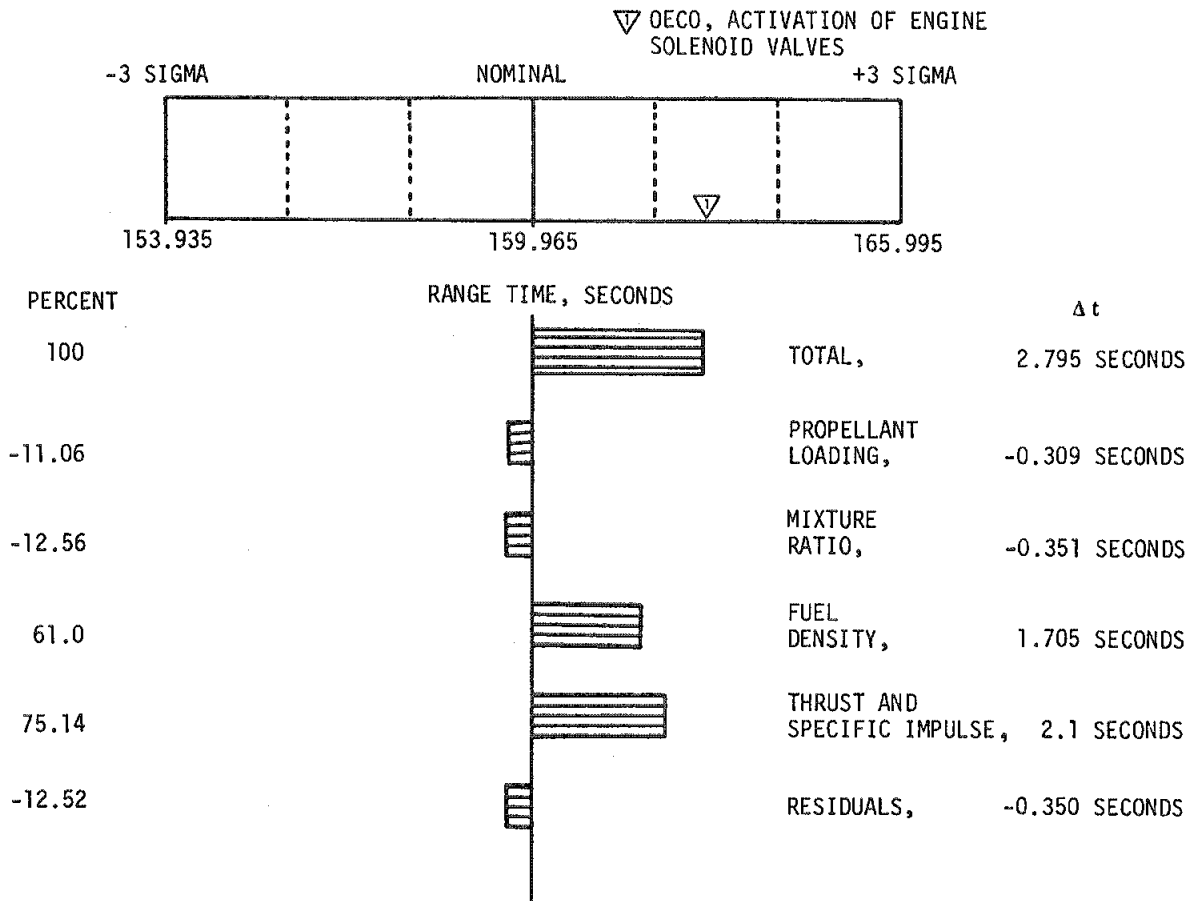 1 OECO, ACTIVATION OF ENGINE
SOLENOID VALVES
-3 SIGMA NOMINAL +3 SIGMA
1
153.935 159.965 165.995
PERCENT RANGE TIME, SECONDS Δt
100 TOTAL, 2.795 SECONDS
PROPELLANT
-11.06 LOADING, -0.309 SECONDS
MIXTURE
-12.56 RATIO, -0.351 SECONDS
FUEL
61.0 DENSITY, 1.705 SECONDS
THRUST AND
75.14 SPECIFIC IMPULSE, 2.1 SECONDS
-12.52 RESIDUALS, -0.350 SECONDS